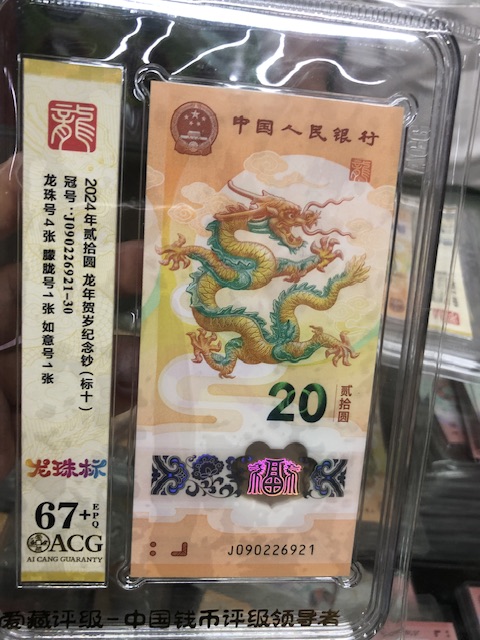 龍
2024年贰拾圆 龙年贺岁纪念钞（标十）
冠号：J090226921-30
龙珠号4张 朦胧号1张 如意号1张
龙珠标
67+ EPQ
ACG
AI CANG GUARANTY
中国人民银行
龍
20 贰拾圆
福
J090226921
爱藏评级-中国钱币评级领导者